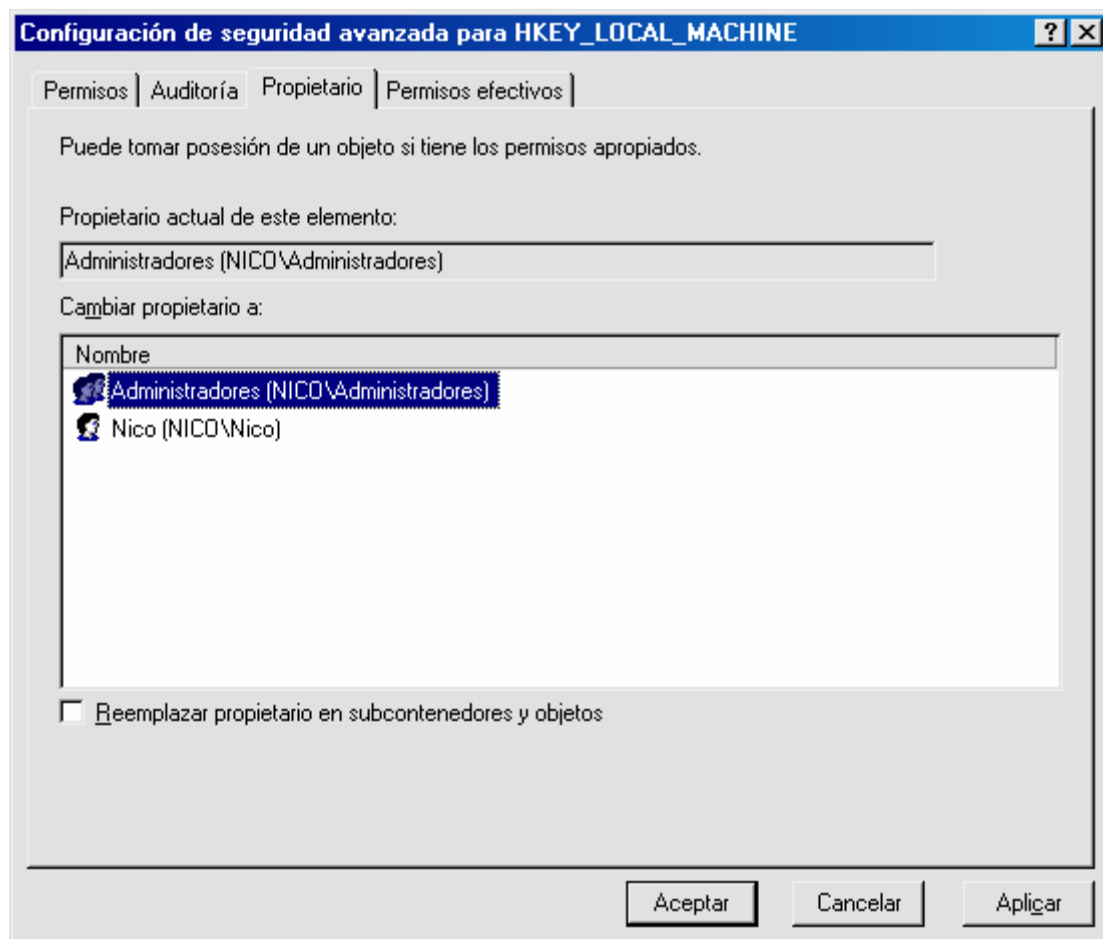 Configuración de seguridad avanzada para HKEY_LOCAL_MACHINE
Permisos Auditoría Propietario Permisos efectivos
Puede tomar posesión de un objeto si tiene los permisos apropiados.
Propietario actual de este elemento:
Administradores (NICO\Administradores)
Cambiar propietario a:
Nombre
Administradores (NICO\Administradores)
Nico (NICO\Nico)
Reemplazar propietario en subcontenedores y objetos
Aceptar Cancelar Aplicar